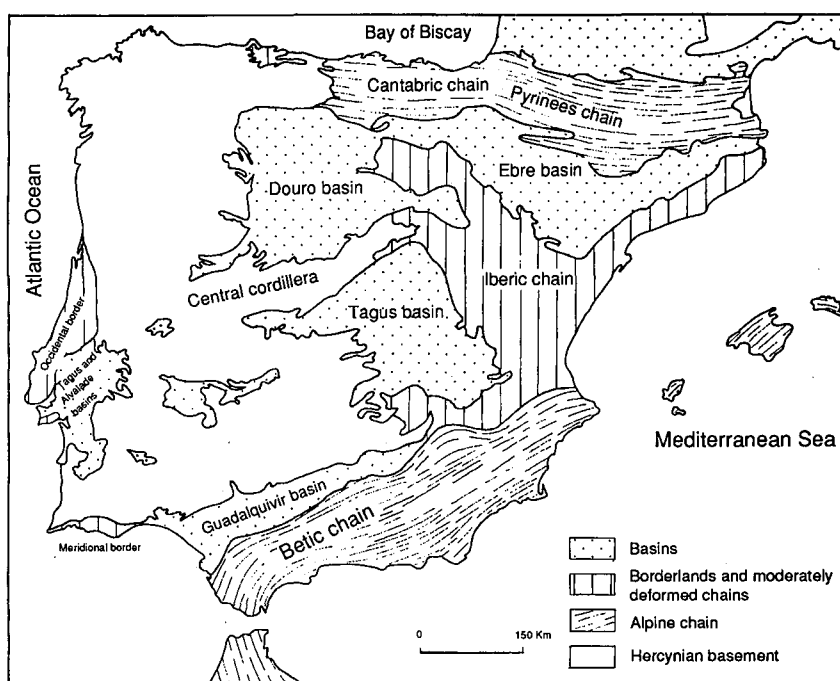 Bay of Biscay
Cantabric chain
Pyrinees chain
Ebre basin
Douro basin
Atlantic Ocean
Central cordillera
Iberic chain
Tagus basin
Occidental border
Tagus and
Alvalade
basins
Mediterranean Sea
Guadalquivir basin
Betic chain
Meridional border
Basins
Borderlands and moderately
deformed chains
Alpine chain
Hercynian basement
0 150 Km